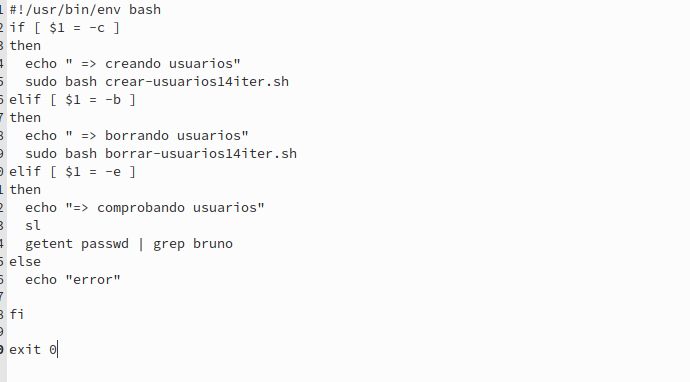 1 #!/usr/bin/env bash
2 if [ $1 = -c ]
3 then
4   echo " => creando usuarios"
5   sudo bash crear-usuarios14iter.sh
6 elif [ $1 = -b ]
7 then
8   echo " => borrando usuarios"
9   sudo bash borrar-usuarios14iter.sh
0 elif [ $1 = -e ]
1 then
2   echo "=> comprobando usuarios"
3   sl
4   getent passwd | grep bruno
5 else
6   echo "error"
7
8 fi
9
0 exit 0